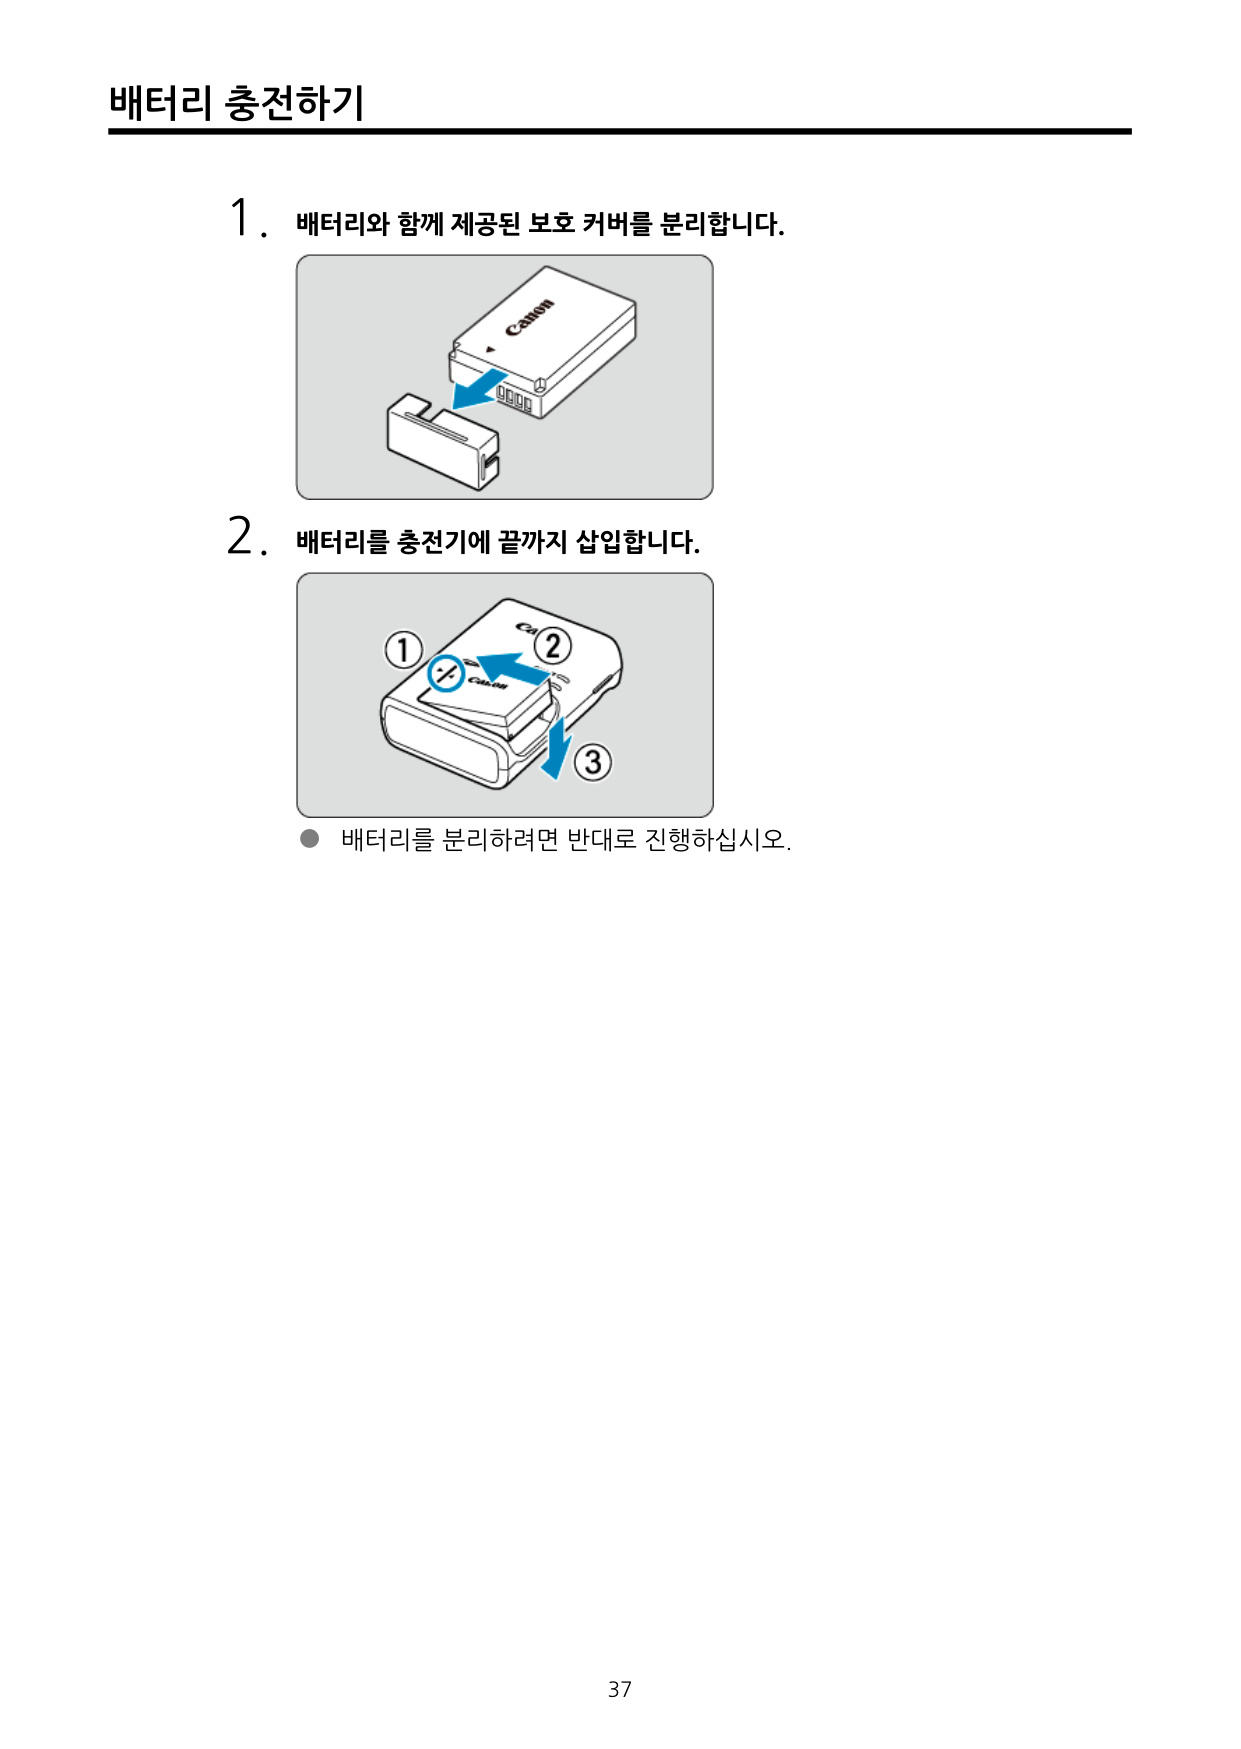 배터리 충전하기
1. 배터리와 함께 제공된 보호 커버를 분리합니다.
Canon
2. 배터리를 충전기에 끝까지 삽입합니다.
①
②
Canon
③
● 배터리를 분리하려면 반대로 진행하십시오.
37